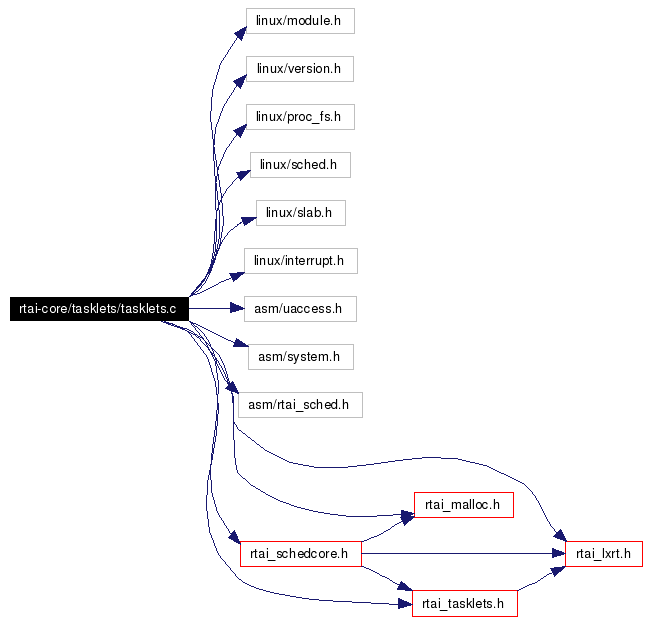 linux/module.h
linux/version.h
linux/proc_fs.h
linux/sched.h
linux/slab.h
linux/interrupt.h
rtai-core/tasklets/tasklets.c
asm/uaccess.h
asm/system.h
asm/rtai_sched.h
rtai_malloc.h
rtai_schedcore.h
rtai_lxrt.h
rtai_tasklets.h